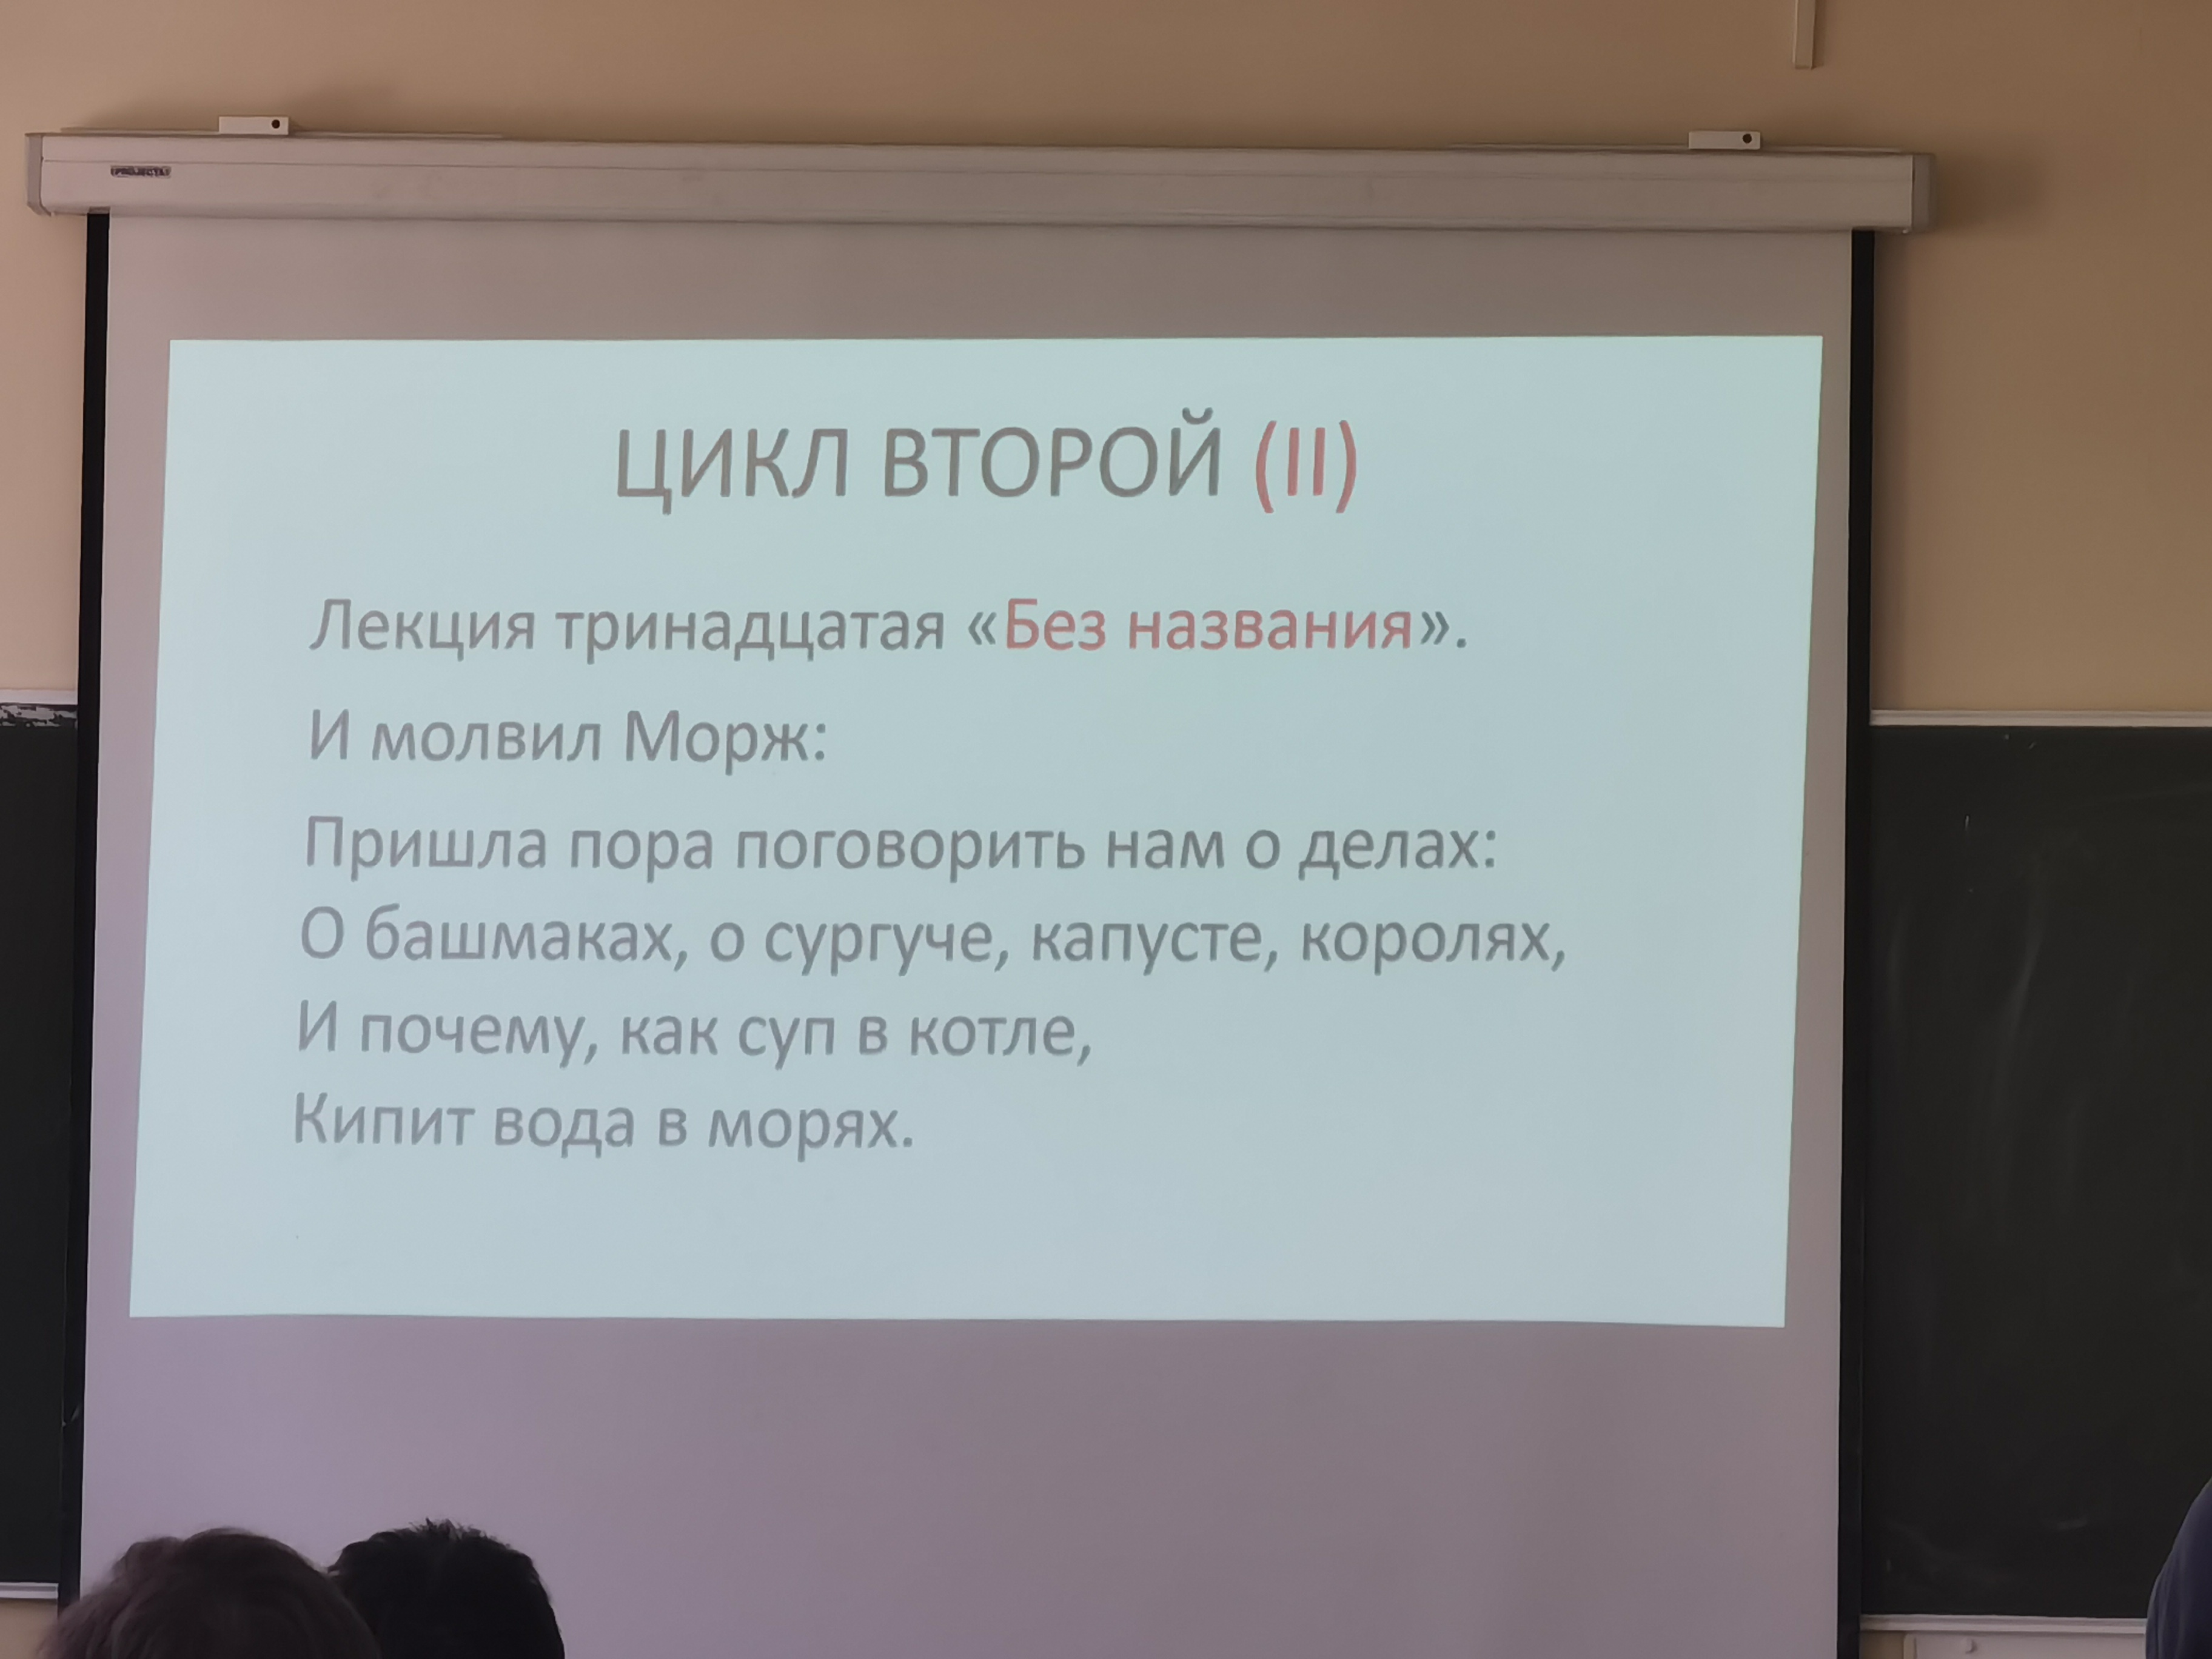 PROJECTA
ЦИКЛ ВТОРОЙ (II)
Лекция тринадцатая «Без названия».
И молвил Морж:
Пришла пора поговорить нам о делах:
О башмаках, о сургуче, капусте, королях,
И почему, как суп в котле,
Кипит вода в морях.